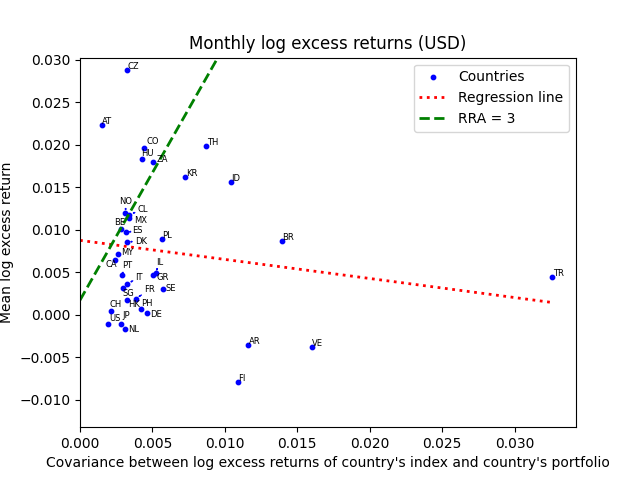 Monthly log excess returns (USD)
Countries
Regression line
RRA = 3
Mean log excess return
0.030
0.025
0.020
0.015
0.010
0.005
0.000
−0.005
−0.010
CZ
AT
CO
TH
HU
ZA
KR
ID
NO
CL
BE
MX
ES
PL
BR
DK
MY
CA
PT
IL
IT
GR
TR
SG
FR
SE
HK
PH
CH
DE
US
JP
NL
AR
VE
FI
0.000
0.005
0.010
0.015
0.020
0.025
0.030
Covariance between log excess returns of country's index and country's portfolio